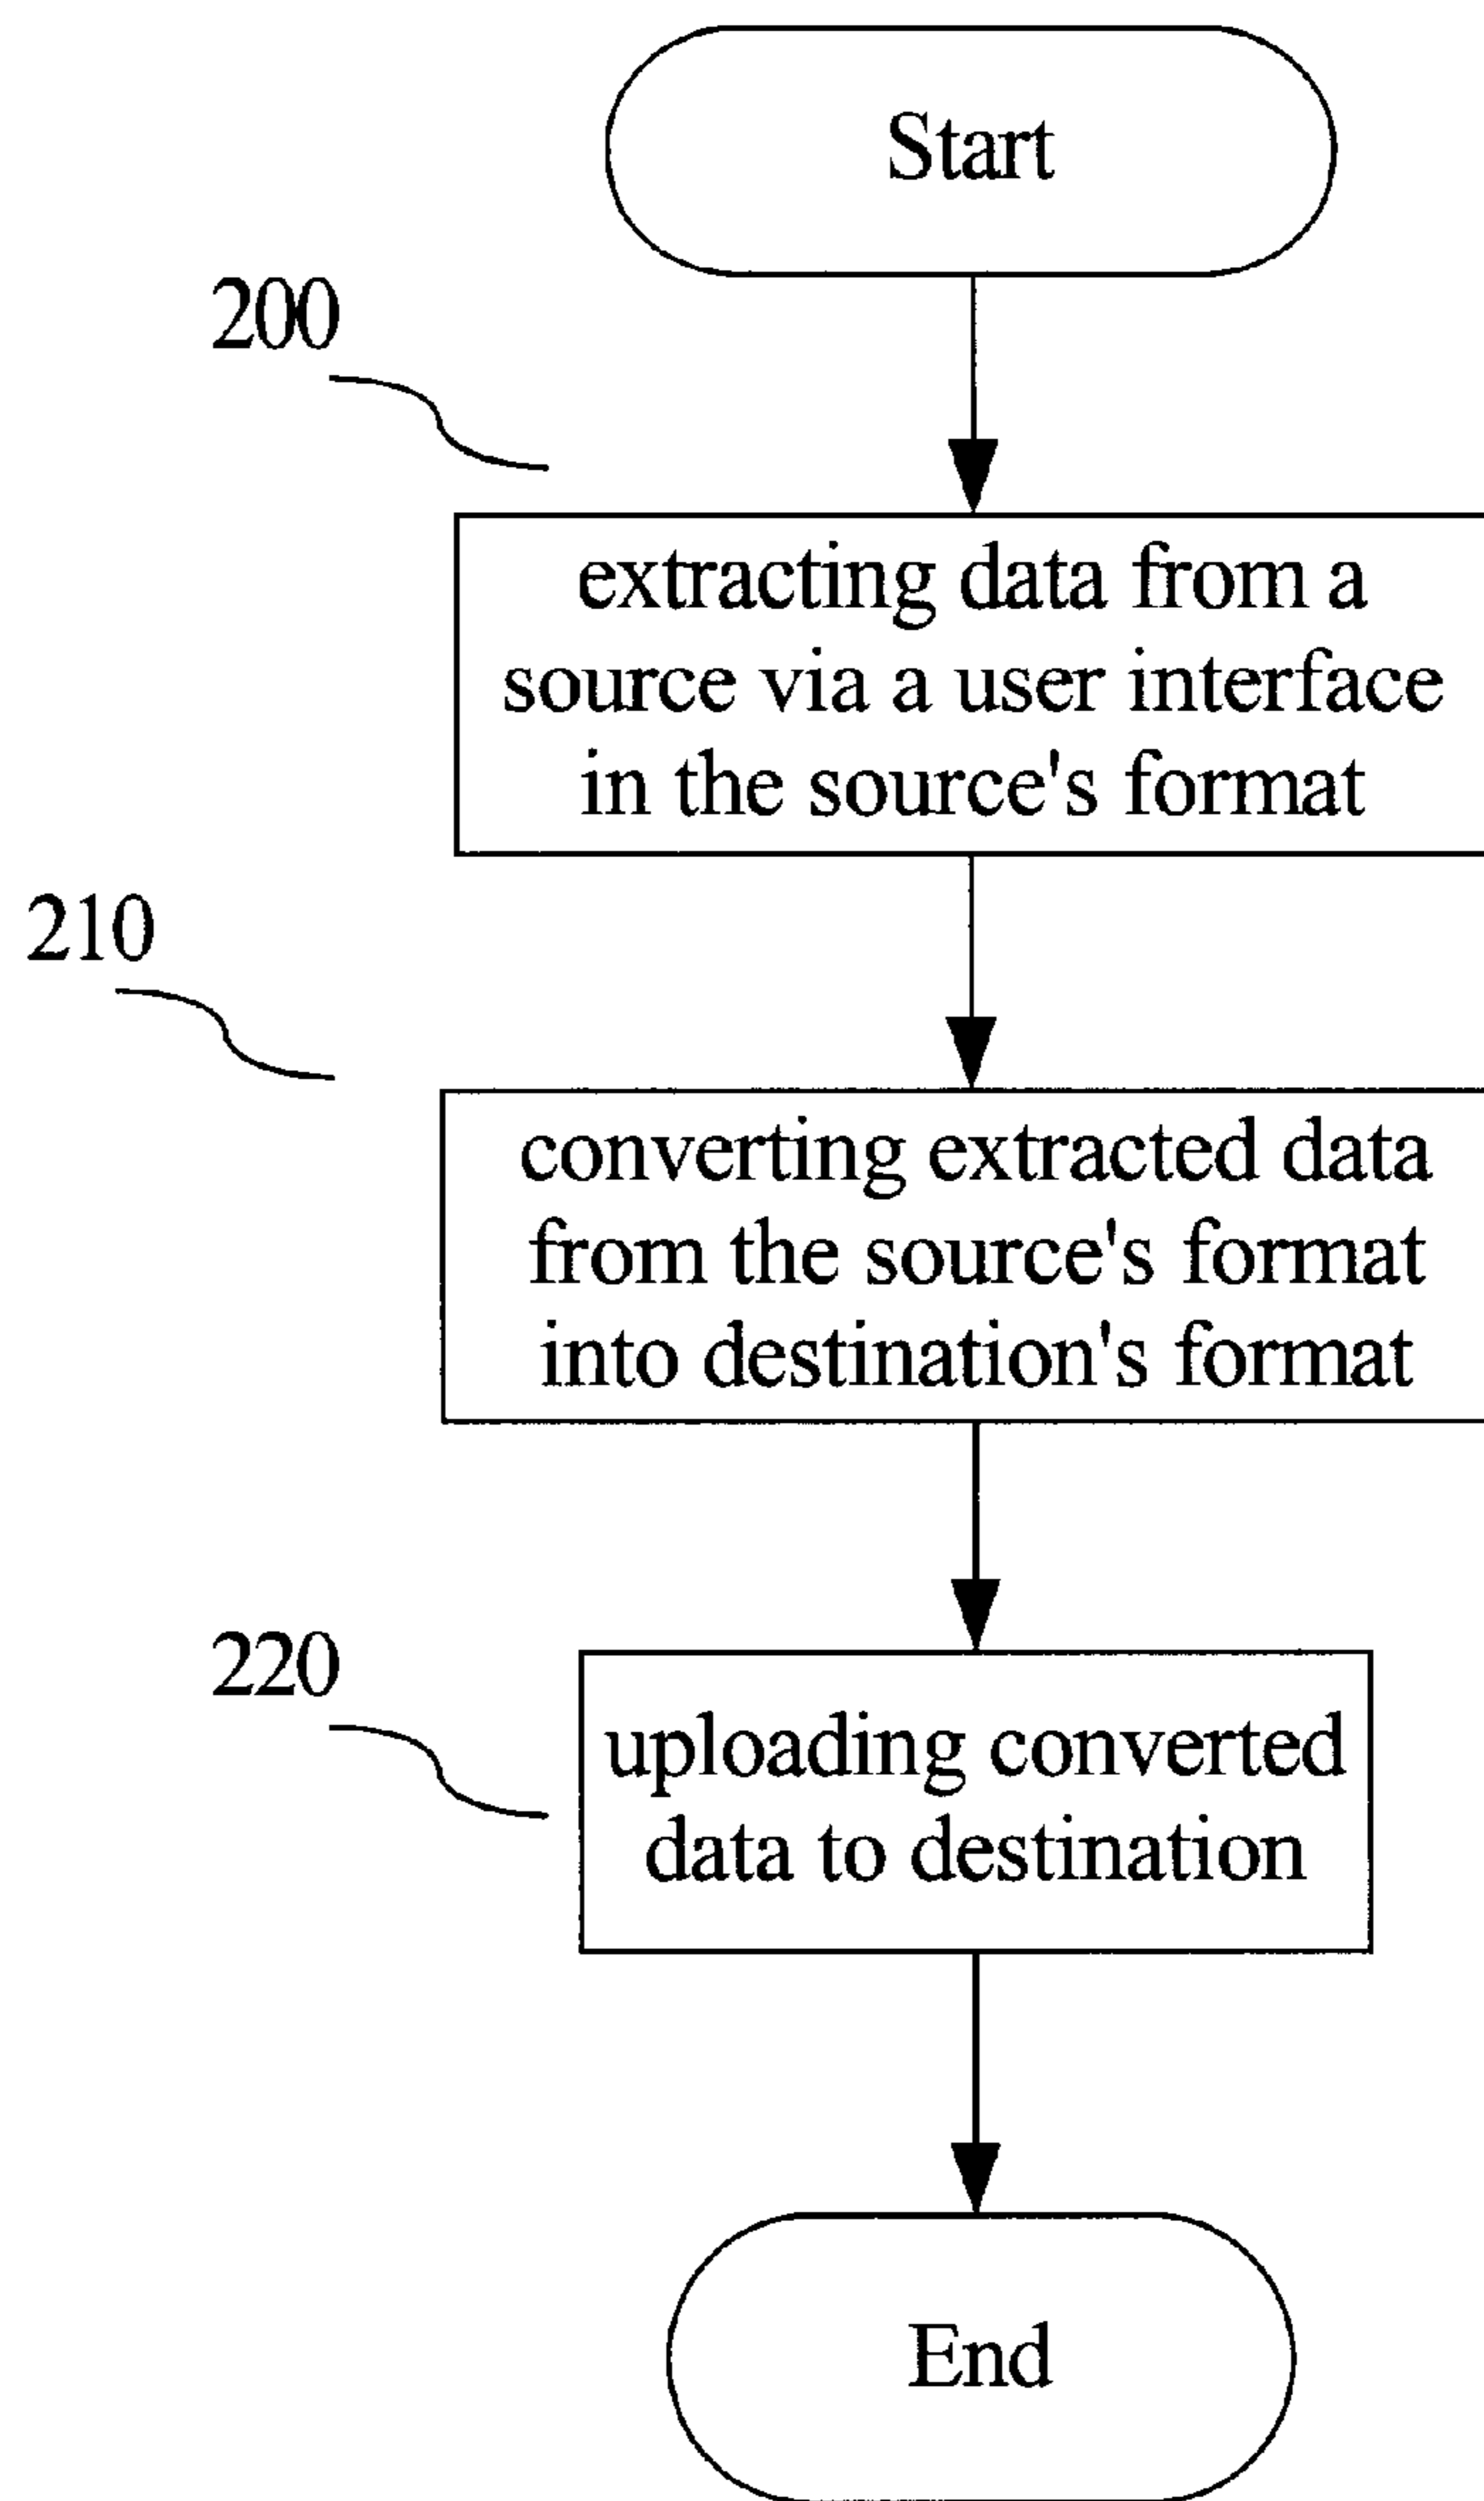 Start
200
extracting data from a
source via a user interface
in the source's format
210
converting extracted data
from the source's format
into destination's format
220
uploading converted
data to destination
End